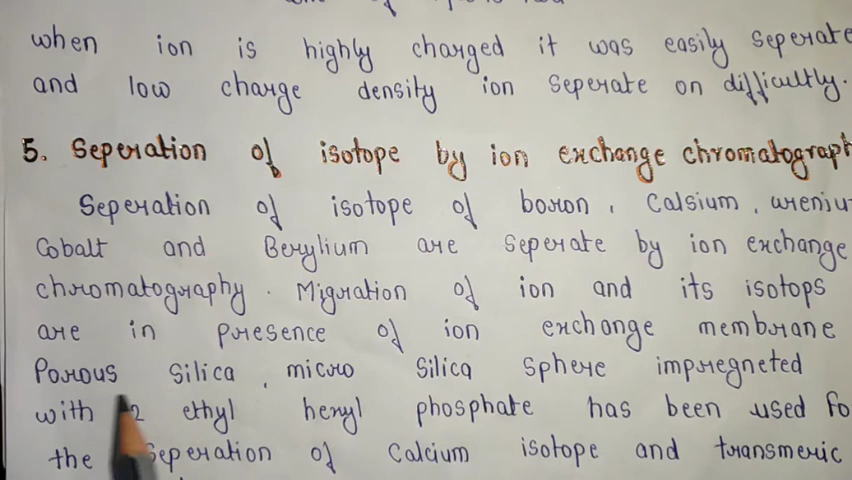 when ion is highly charged it was easily seperate
and low charge density ion seperate on difficultly.
5. Seperation of isotope by ion exchange chromatograph
Seperation of isotope of boron, Calsium, ureniu
Cobalt and Berylium are seperate by ion exchange
chromatography. Migration of ion and its isotops
are in presence of ion exchange membrane
Porous silica, micro silica sphere impregneted
with 2 ethyl hexyl phosphate has been used fo
the seperation of calcium isotope and transmeric